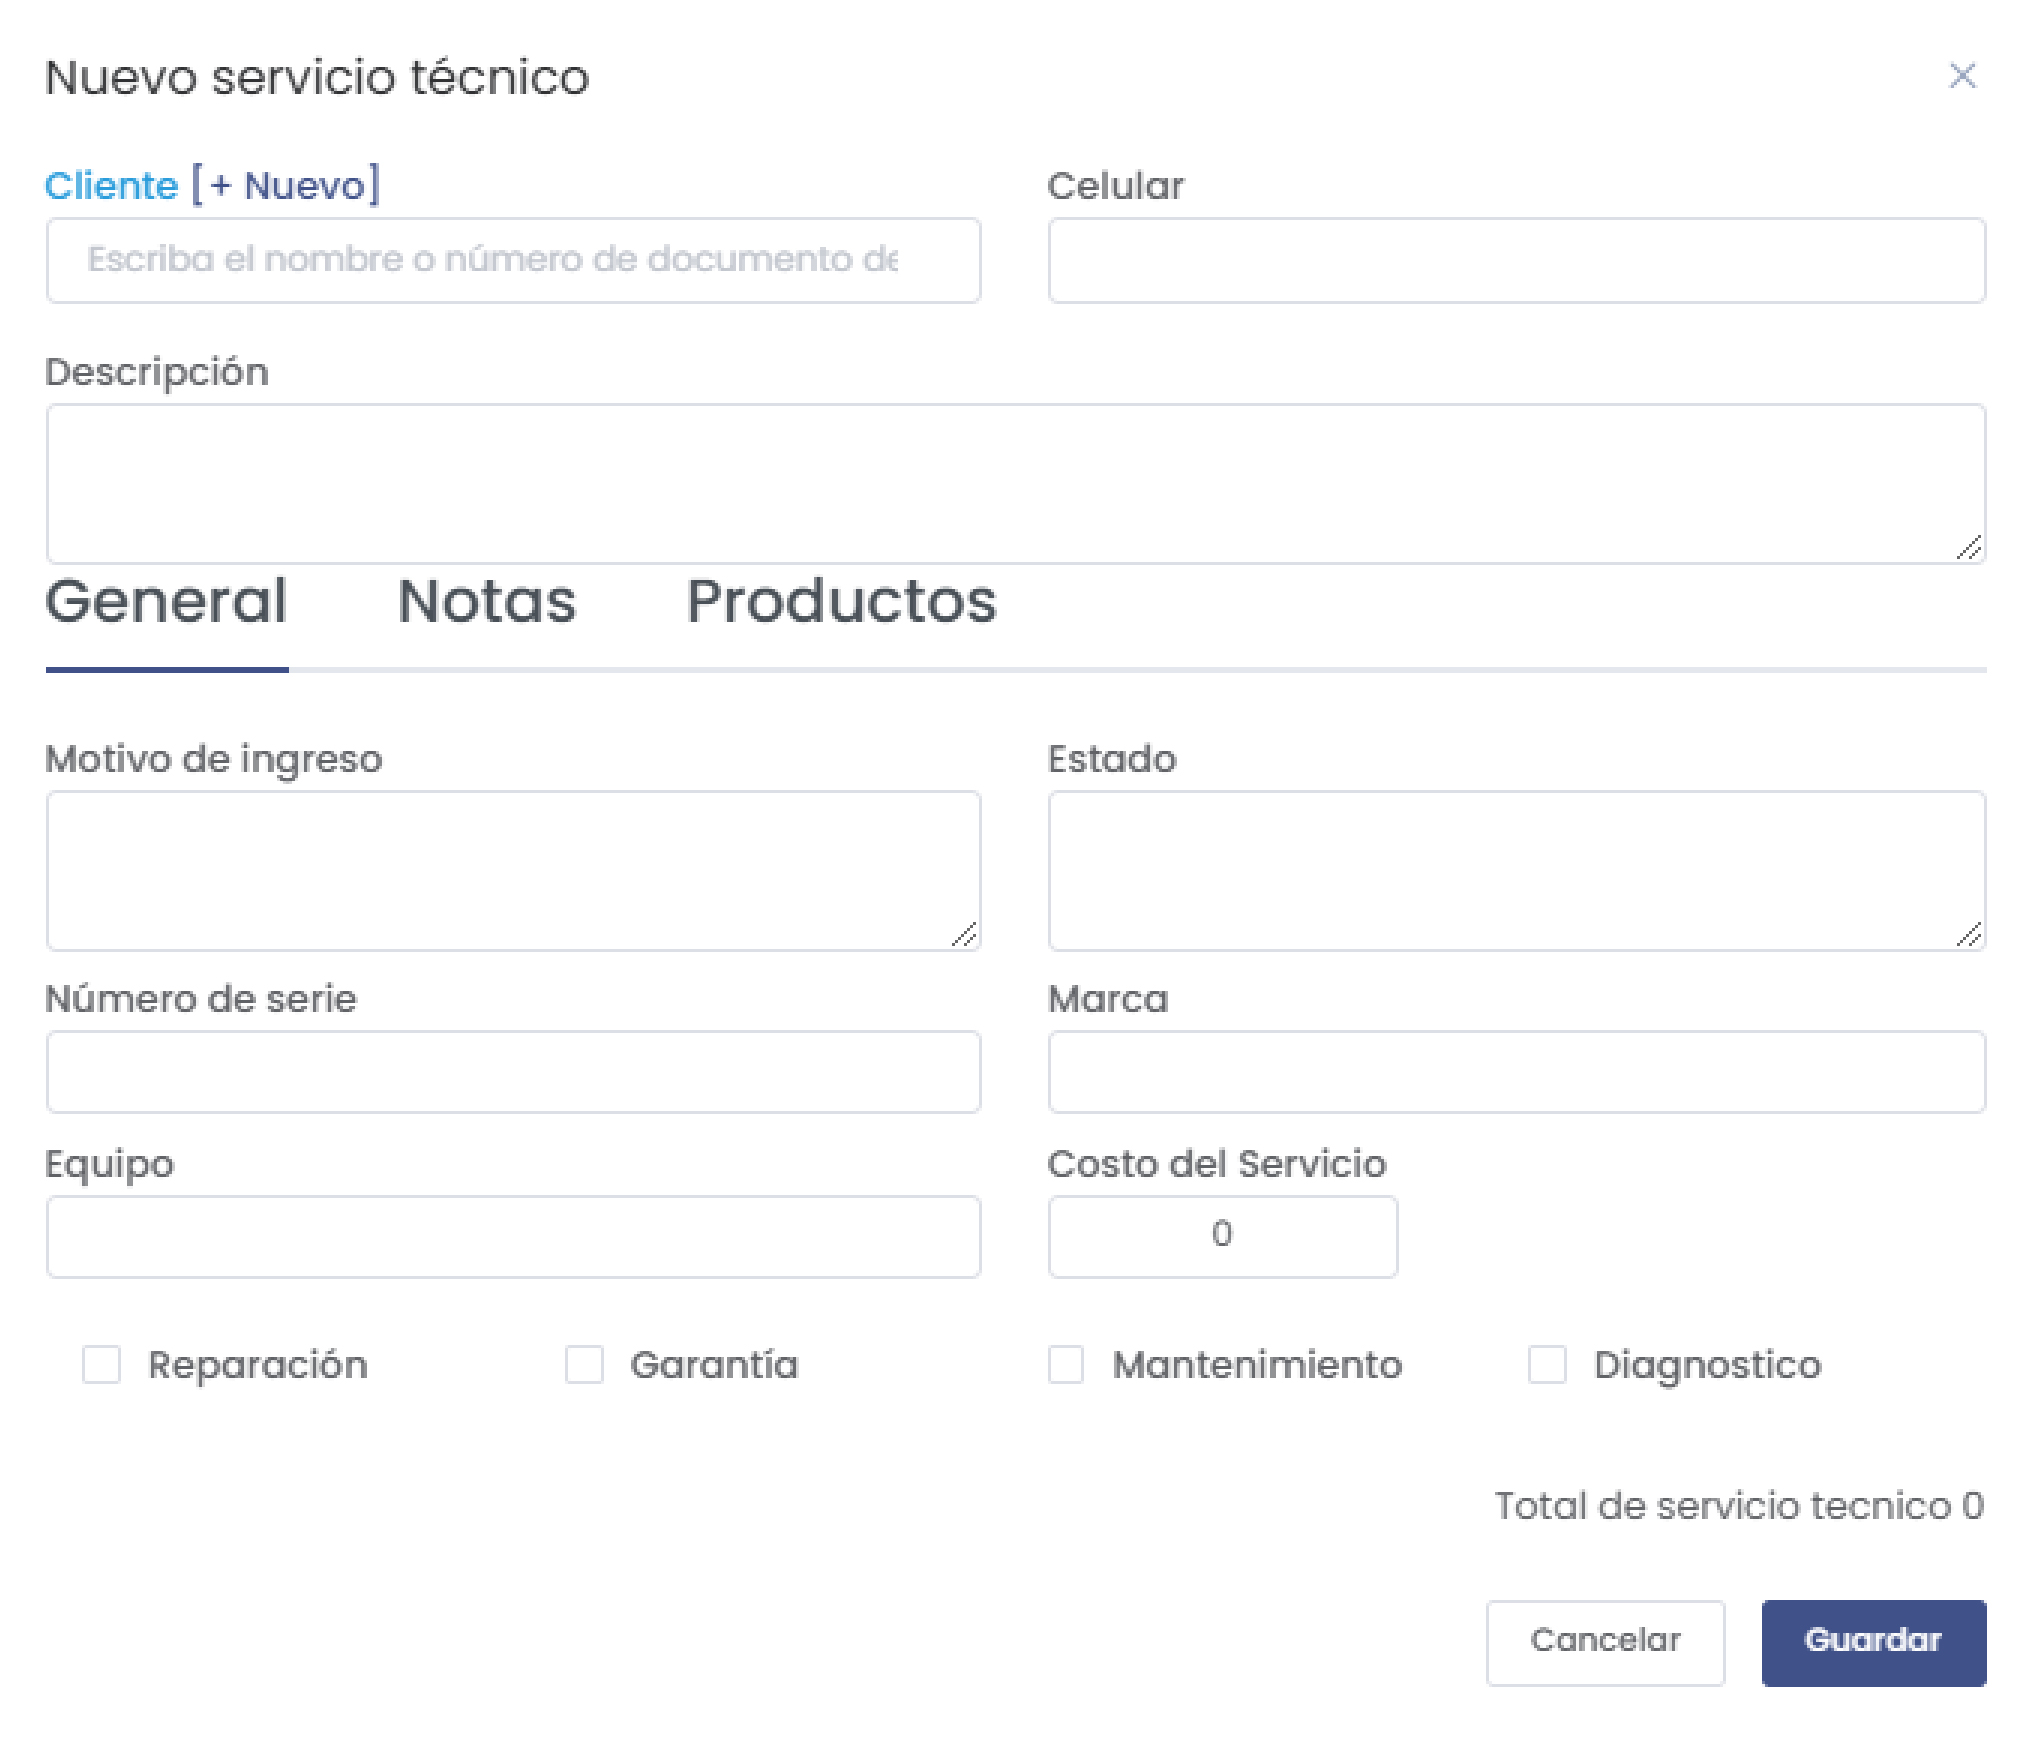 Nuevo servicio técnico
Cliente [+ Nuevo] Celular
Escriba el nombre o número de documento de
Descripción
General Notas Productos
Motivo de ingreso Estado
Número de serie Marca
Equipo Costo del Servicio
0
Reparación Garantía Mantenimiento Diagnostico
Total de servicio tecnico 0
Cancelar Guardar